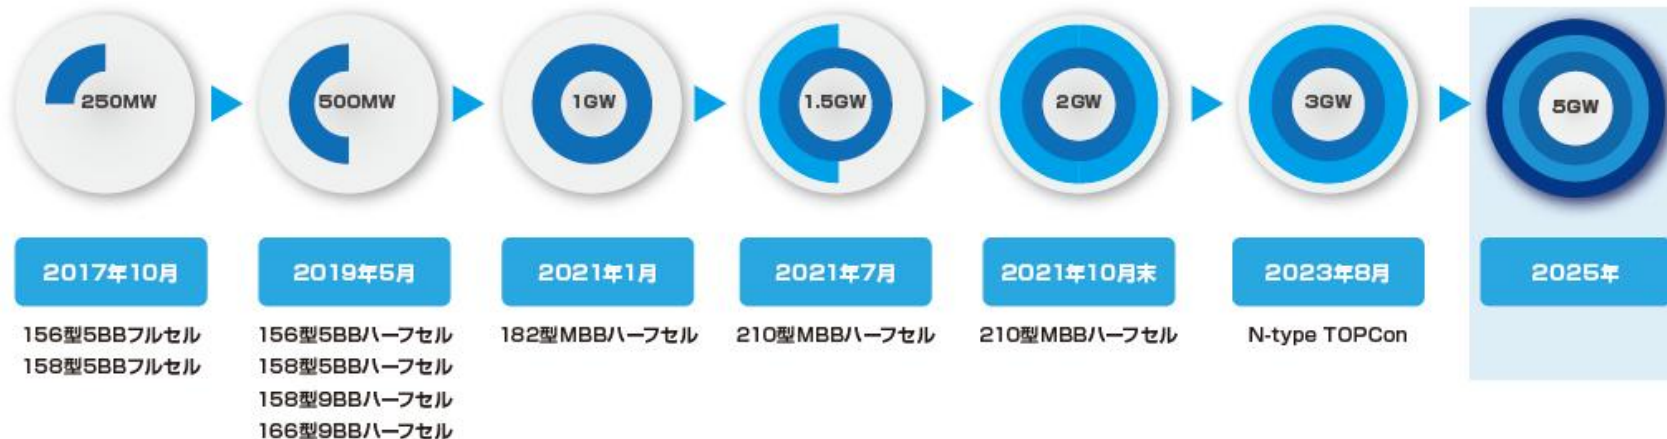 250MW
500MW
1GW
1.5GW
2GW
3GW
5GW
2017年10月
2019年5月
2021年1月
2021年7月
2021年10月末
2023年8月
2025年
156型5BBフルセル
158型5BBフルセル
156型5BBハーフセル
158型5BBハーフセル
158型9BBハーフセル
166型9BBハーフセル
182型MBBハーフセル
210型MBBハーフセル
210型MBBハーフセル
N-type TOPCon